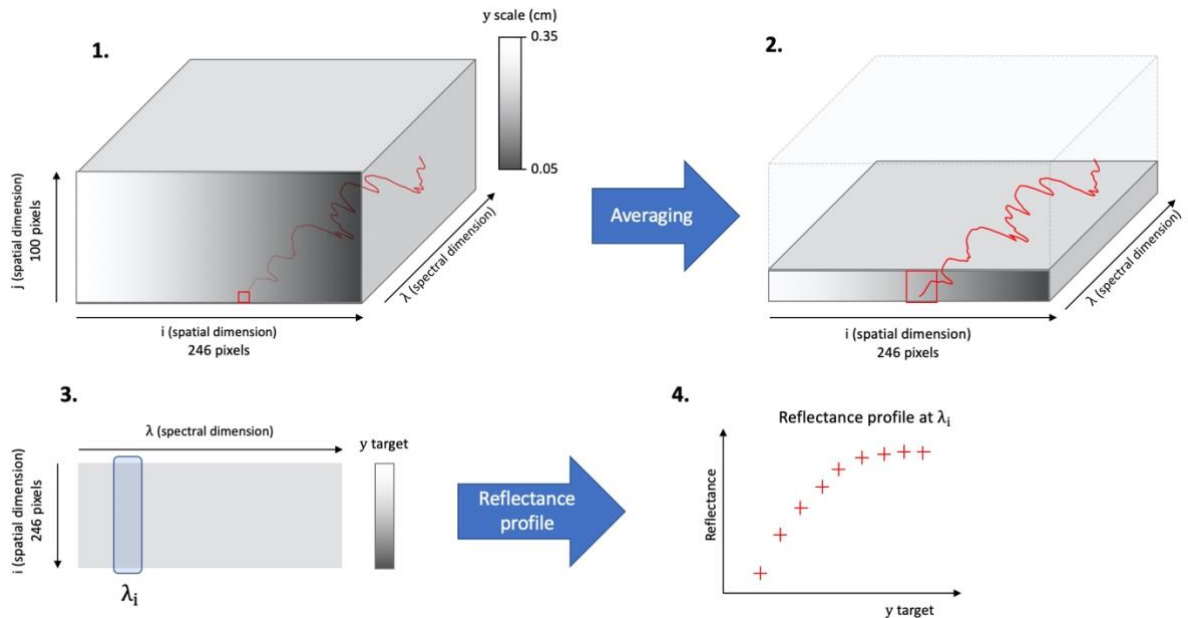 1.
y scale (cm)
0.35
0.05
j (spatial dimension)
100 pixels
λ (spectral dimension)
i (spatial dimension)
246 pixels
Averaging
2.
λ (spectral dimension)
i (spatial dimension)
246 pixels
3.
λ (spectral dimension)
y target
i (spatial dimension)
246 pixels
λi
Reflectance
profile
4.
Reflectance profile at λi
Reflectance
y target